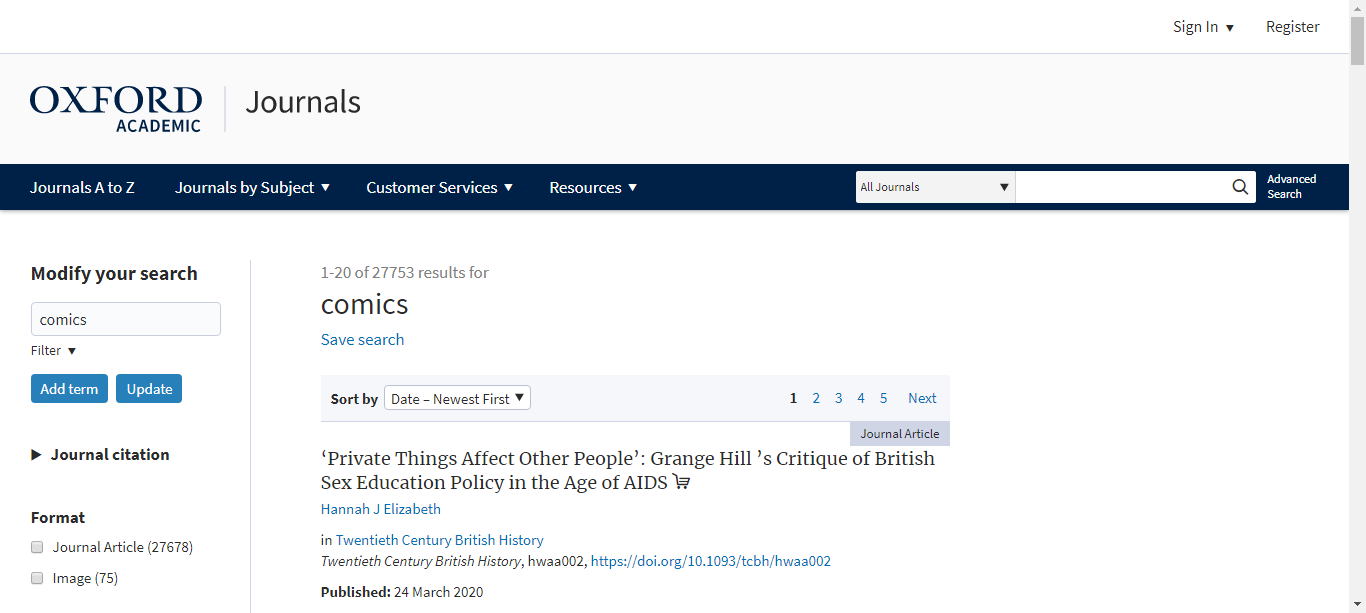 Sign In ▼ Register
OXFORD
ACADEMIC
Journals
Journals A to Z Journals by Subject ▼ Customer Services ▼ Resources ▼ All Journals ▼ Advanced
Search
Modify your search
comics
Filter ▼
Add term Update
▶ Journal citation
Format
Journal Article (27678)
Image (75)
1-20 of 27753 results for
comics
Save search
Sort by Date – Newest First ▼ 1 2 3 4 5 Next
Journal Article
‘Private Things Affect Other People’: Grange Hill ’s Critique of British
Sex Education Policy in the Age of AIDS
Hannah J Elizabeth
in Twentieth Century British History
Twentieth Century British History, hwaa002, https://doi.org/10.1093/tcbh/hwaa002
Published: 24 March 2020